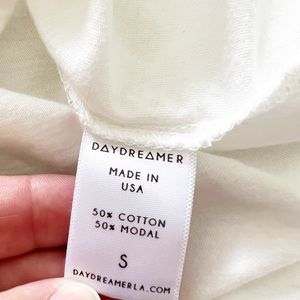 DAYDREAMER
MADE IN
USA
50% COTTON
50% MODAL
S
DAYDREAMERLA.COM